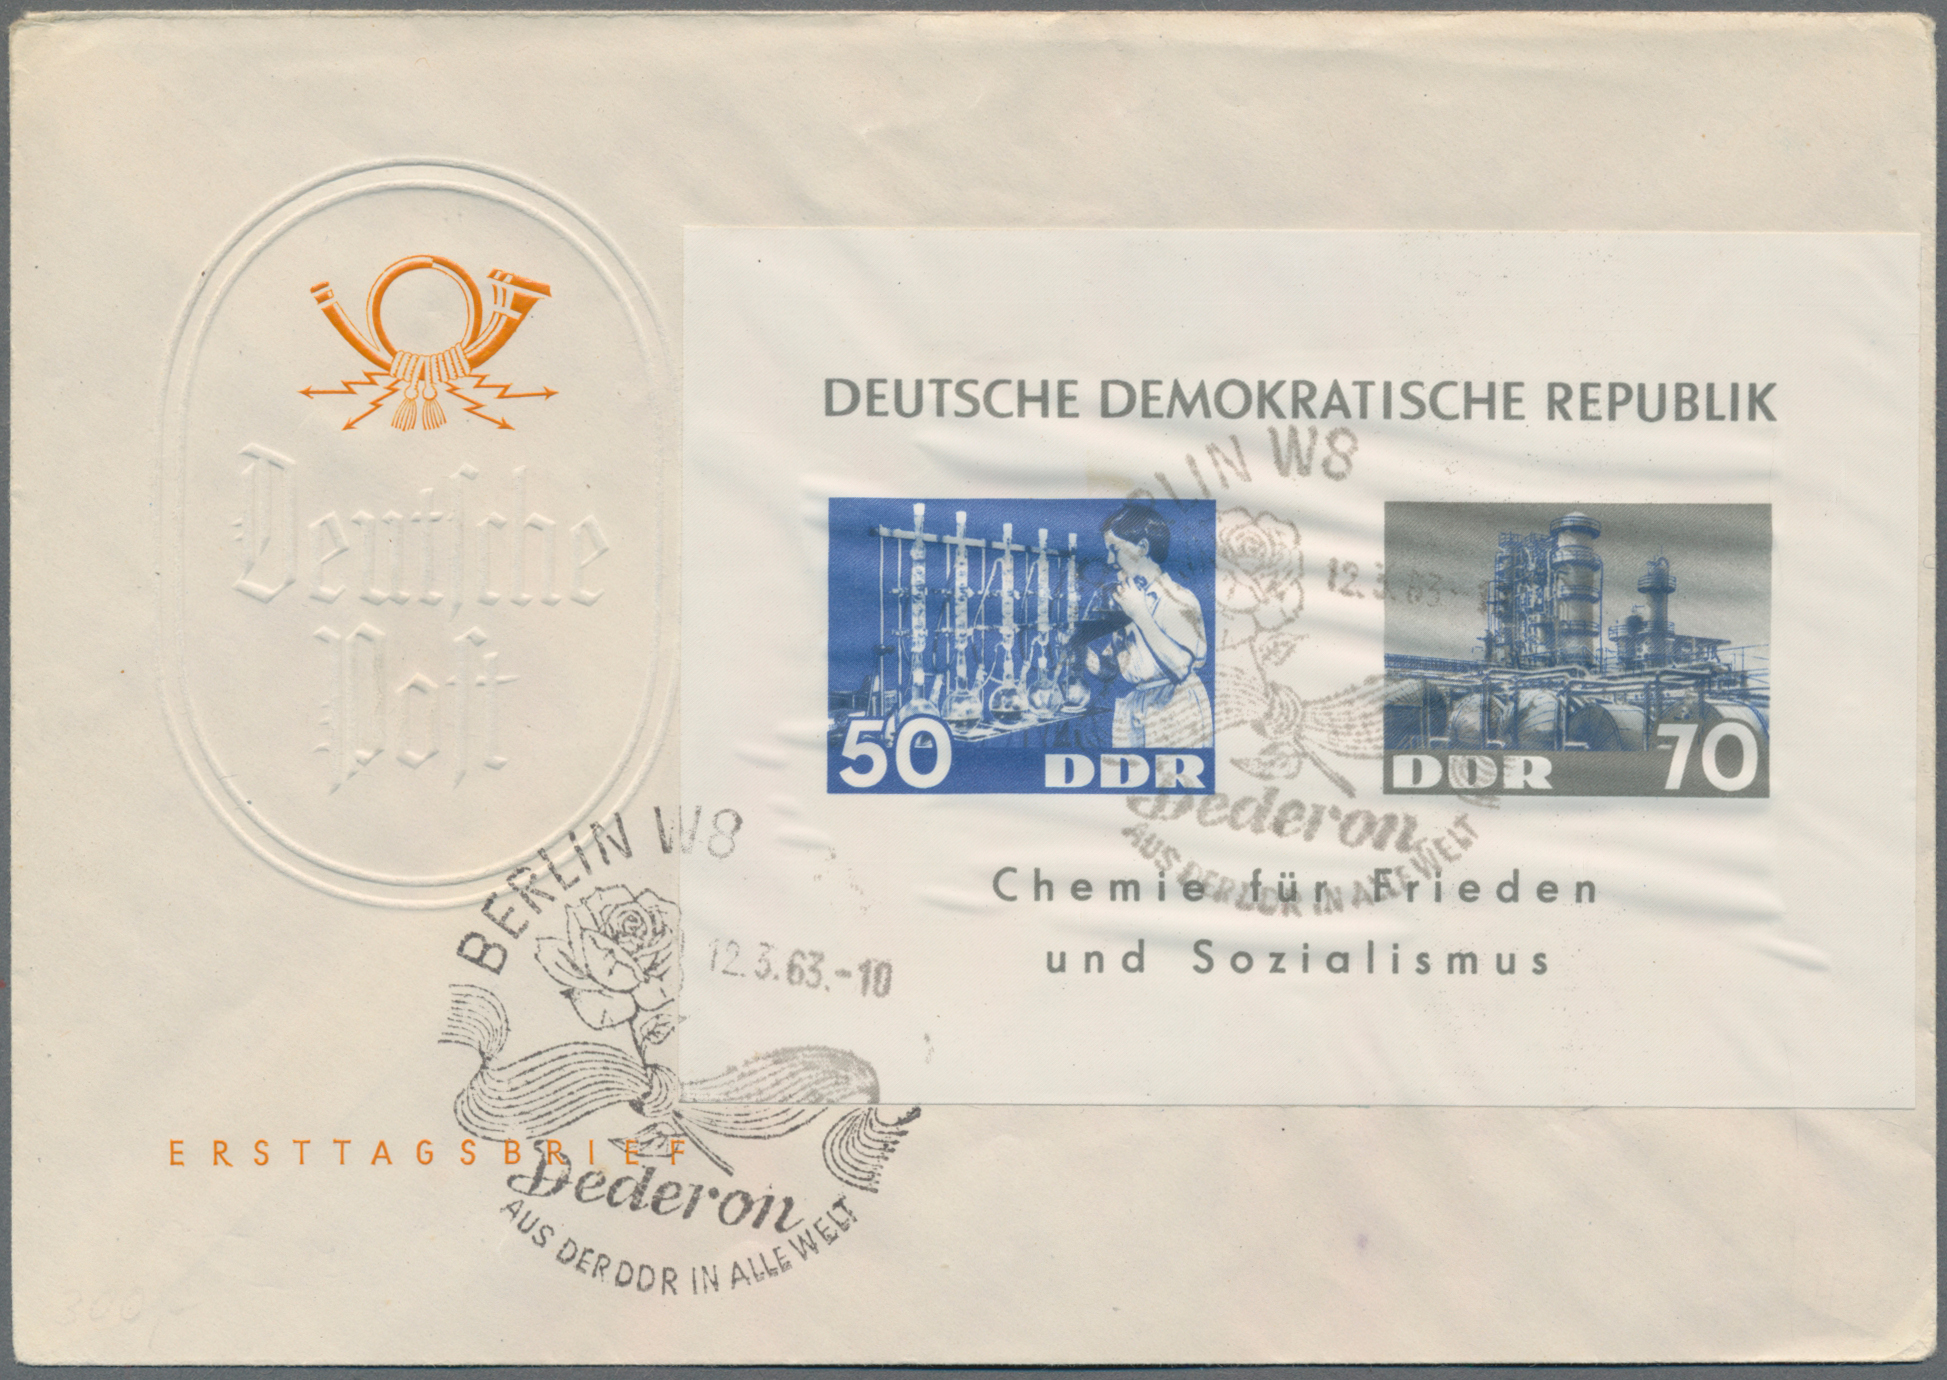 Deutsche
Post
DEUTSCHE DEMOKRATISCHE REPUBLIK
BERLIN W8
12.3.63.-10
50 DDR
DDR 70
Dederon
AUS DER DDR IN ALLE WELT
Chemie für Frieden
und Sozialismus
BERLIN W8
12.3.63.-10
ERSTTAGSBRIEF
Dederon
AUS DER DDR IN ALLE WELT
300,-